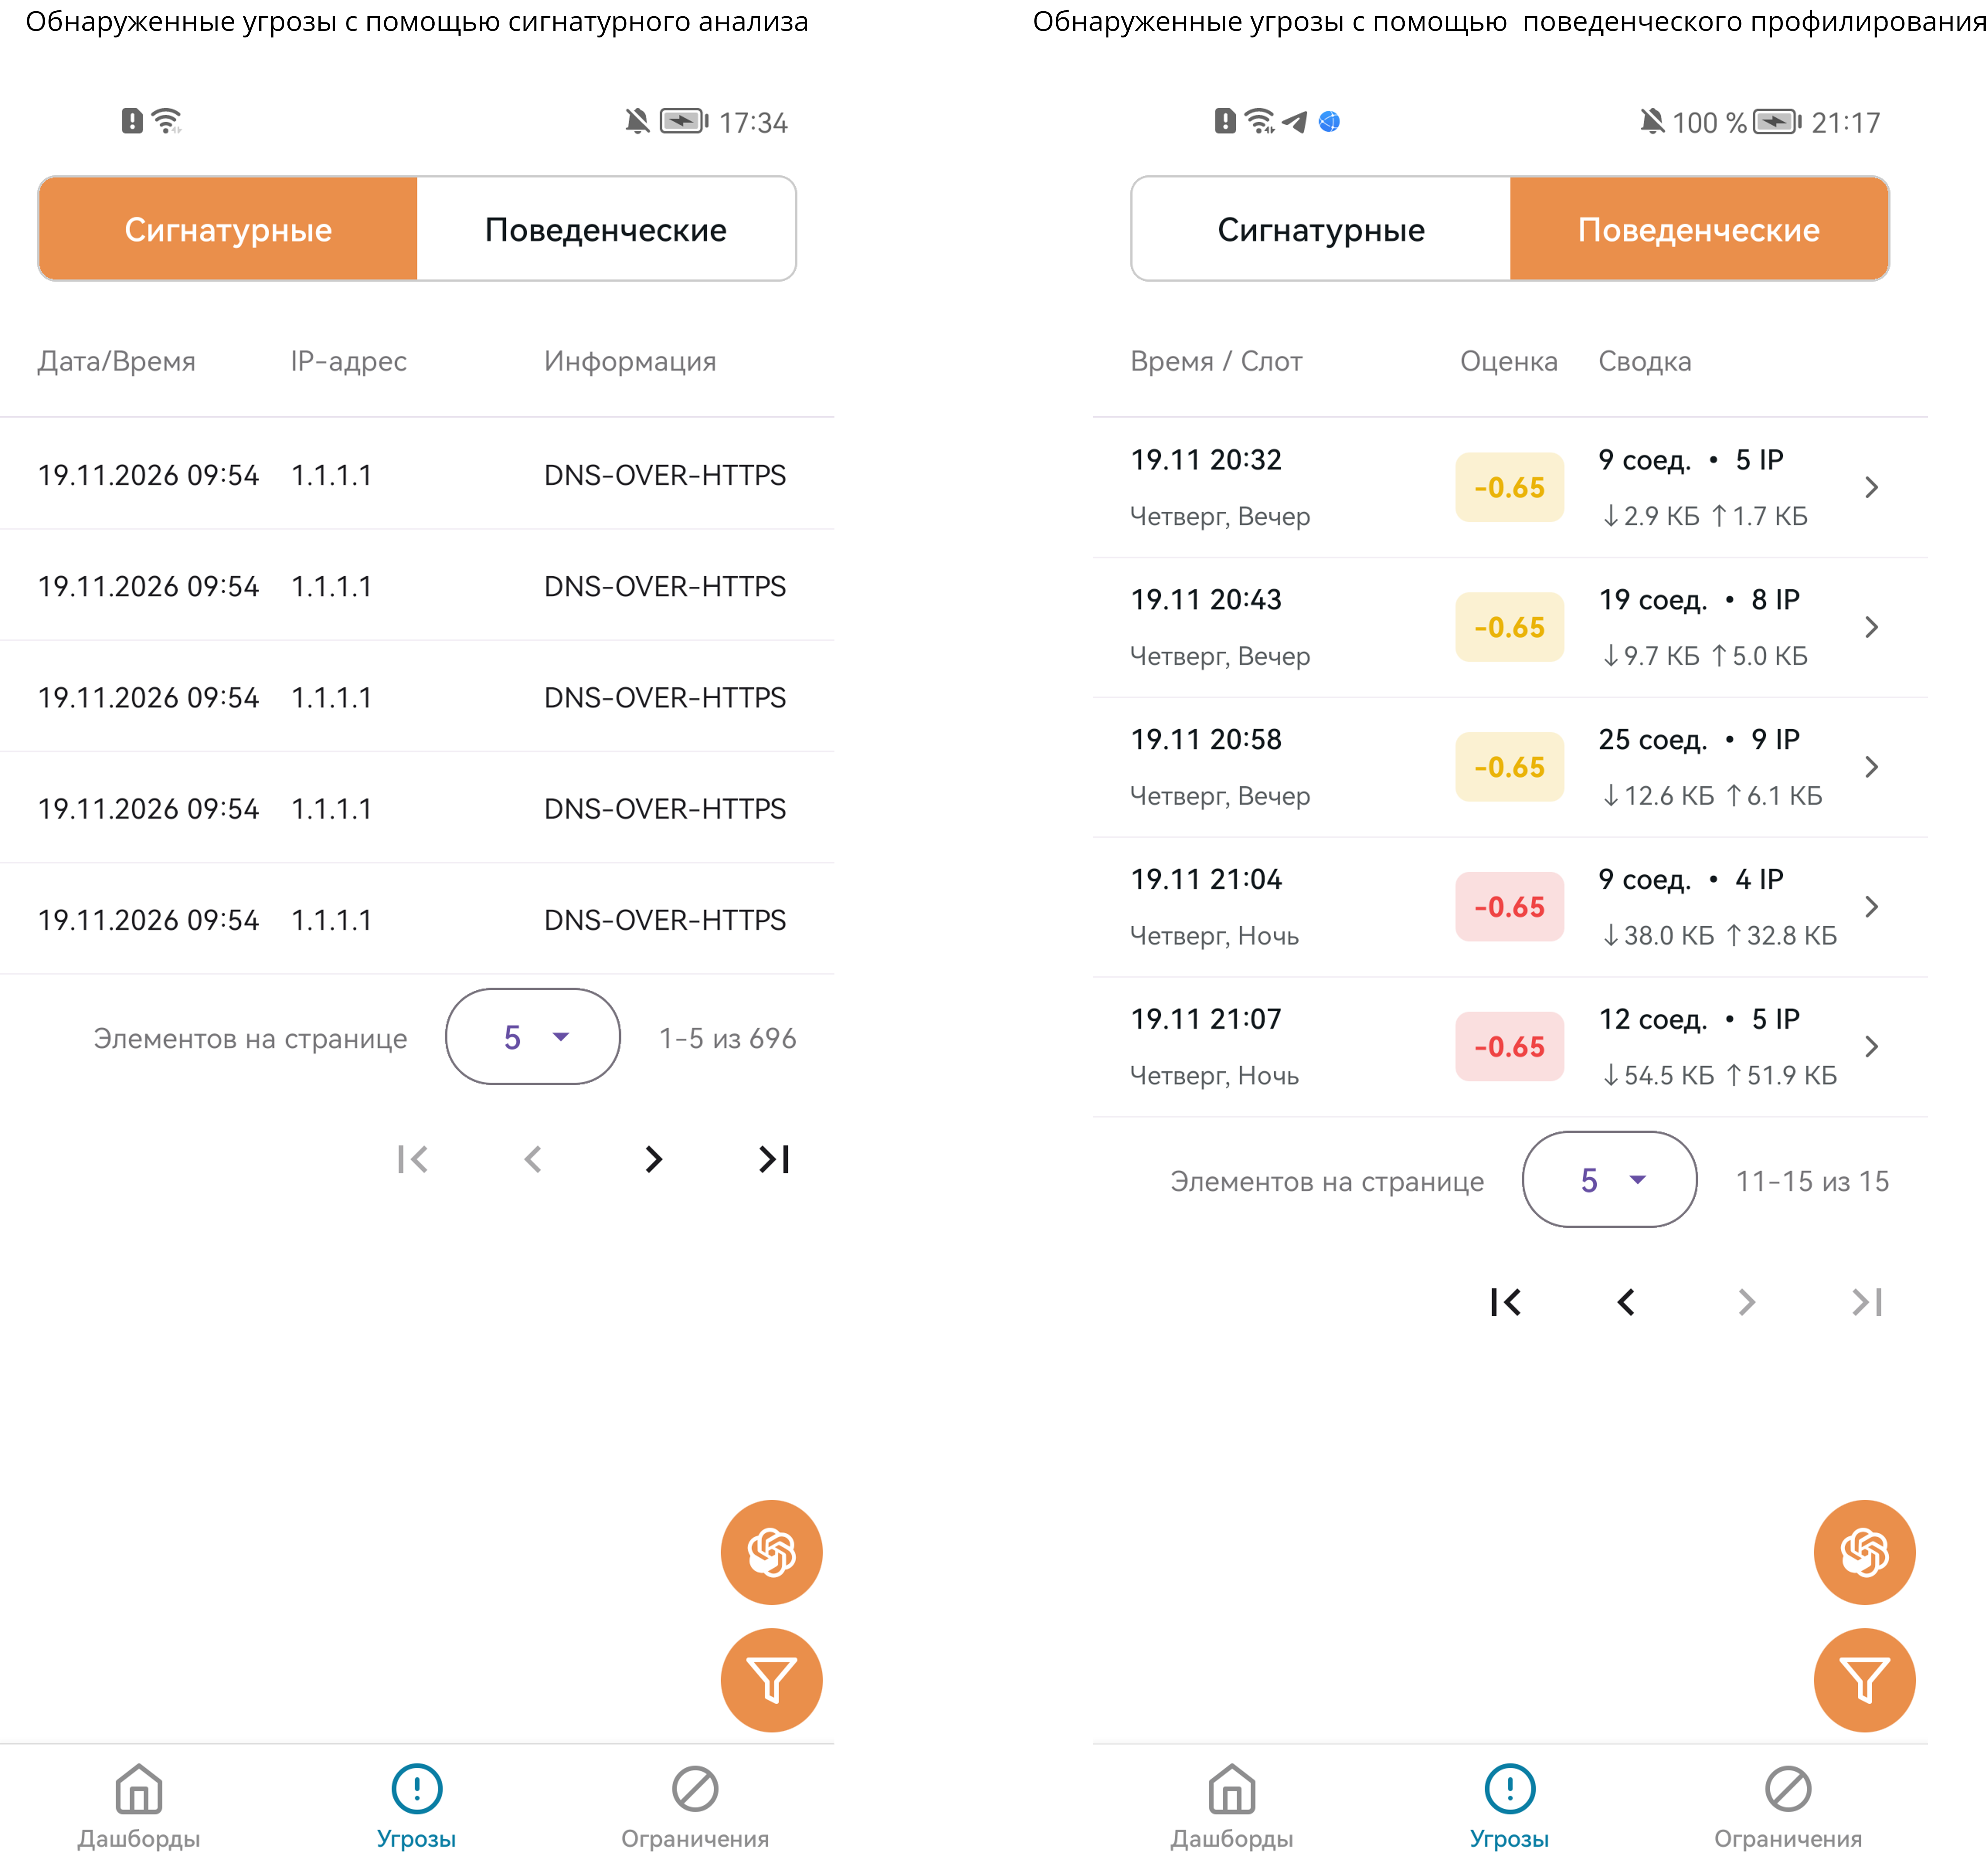 Обнаруженные угрозы с помощью сигнатурного анализа
17:34
Сигнатурные Поведенческие
Дата/Время IP-адрес Информация
19.11.2026 09:54 1.1.1.1 DNS-OVER-HTTPS
19.11.2026 09:54 1.1.1.1 DNS-OVER-HTTPS
19.11.2026 09:54 1.1.1.1 DNS-OVER-HTTPS
19.11.2026 09:54 1.1.1.1 DNS-OVER-HTTPS
19.11.2026 09:54 1.1.1.1 DNS-OVER-HTTPS
Элементов на странице 5 1-5 из 696
Дашборды Угрозы Ограничения
Обнаруженные угрозы с помощью поведенческого профилирования
100 % 21:17
Сигнатурные Поведенческие
Время / Слот Оценка Сводка
19.11 20:32 -0.65 9 соед. • 5 IP
Четверг, Вечер ↓2.9 КБ ↑1.7 КБ
19.11 20:43 -0.65 19 соед. • 8 IP
Четверг, Вечер ↓9.7 КБ ↑5.0 КБ
19.11 20:58 -0.65 25 соед. • 9 IP
Четверг, Вечер ↓12.6 КБ ↑6.1 КБ
19.11 21:04 -0.65 9 соед. • 4 IP
Четверг, Ночь ↓38.0 КБ ↑32.8 КБ
19.11 21:07 -0.65 12 соед. • 5 IP
Четверг, Ночь ↓54.5 КБ ↑51.9 КБ
Элементов на странице 5 11-15 из 15
Дашборды Угрозы Ограничения